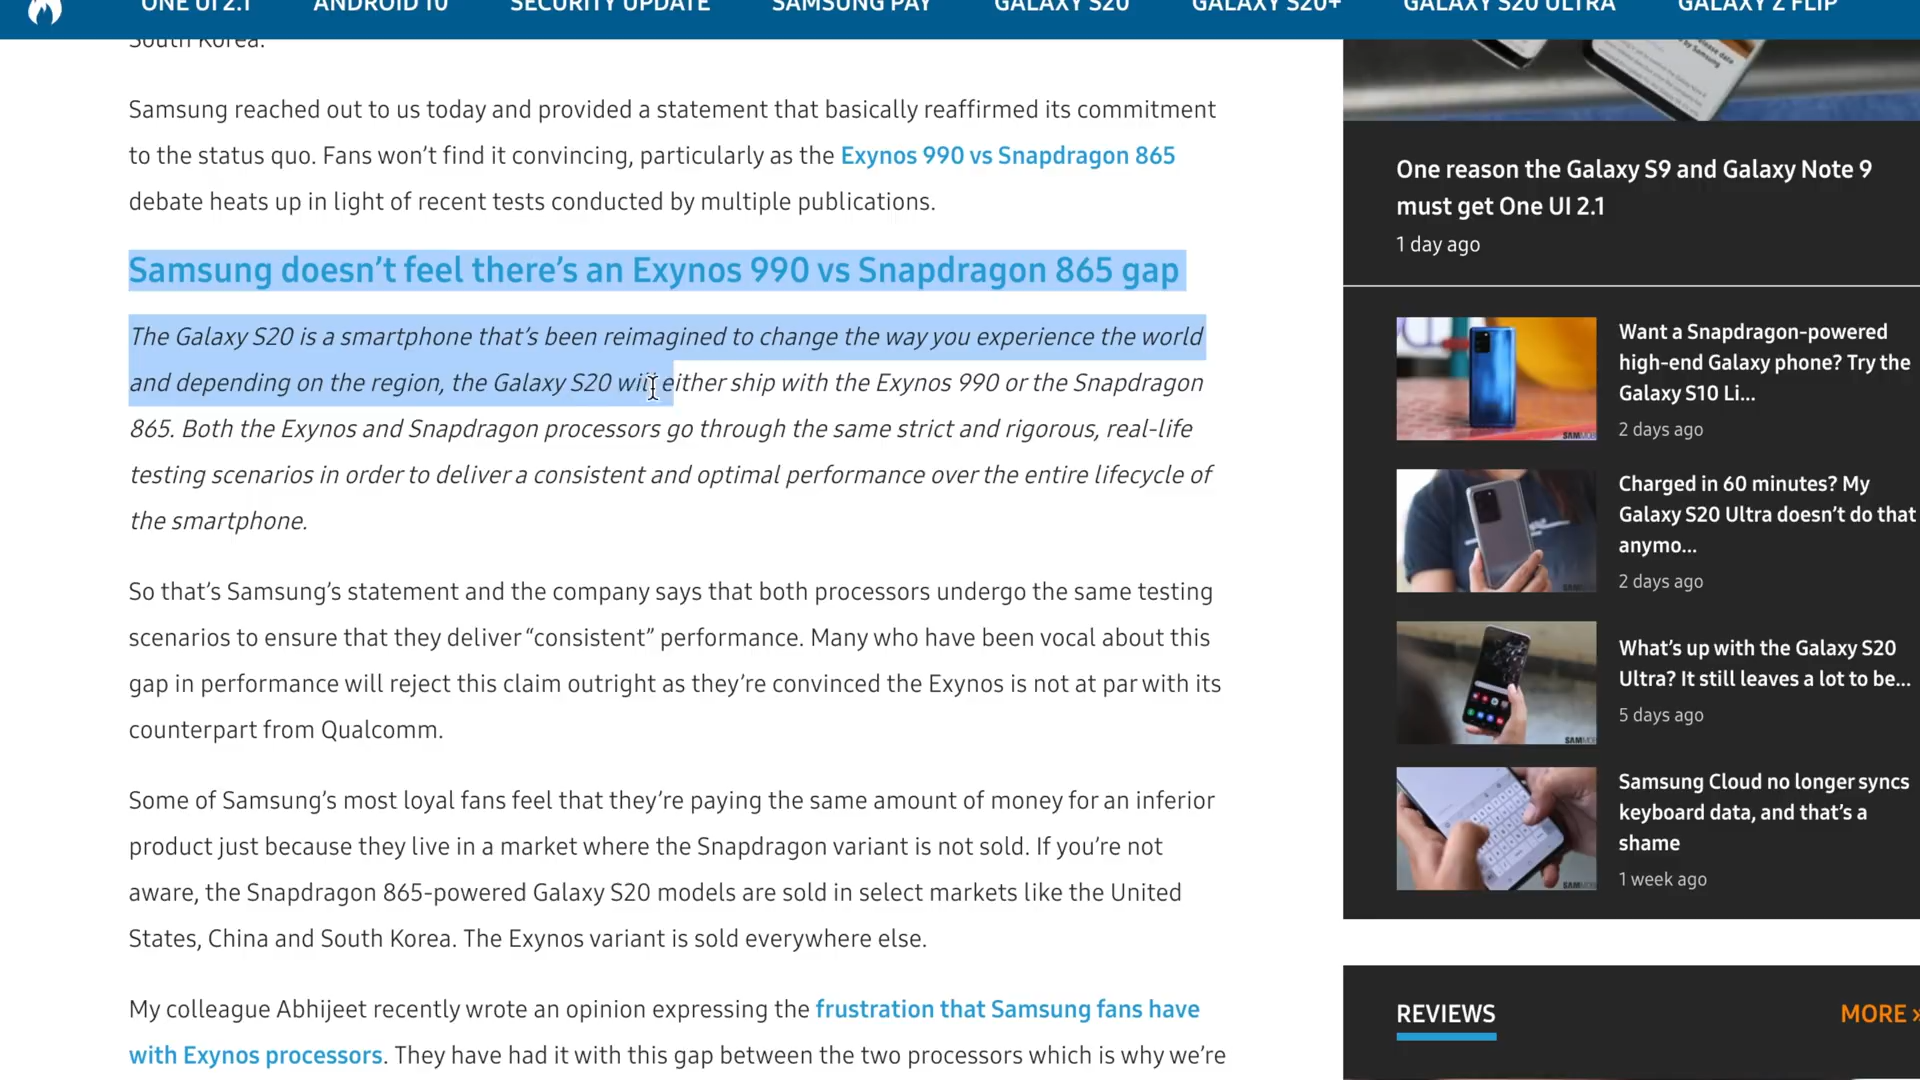 ONE UI 2.1 ANDROID 10 SECURITY UPDATE SAMSUNG PAY GALAXY S20 GALAXY S20+ GALAXY S20 ULTRA GALAXY Z FLIP
South Korea.
Samsung reached out to us today and provided a statement that basically reaffirmed its commitment
to the status quo. Fans won’t find it convincing, particularly as the Exynos 990 vs Snapdragon 865
debate heats up in light of recent tests conducted by multiple publications.
Samsung doesn’t feel there’s an Exynos 990 vs Snapdragon 865 gap
The Galaxy S20 is a smartphone that’s been reimagined to change the way you experience the world
and depending on the region, the Galaxy S20 will either ship with the Exynos 990 or the Snapdragon
865. Both the Exynos and Snapdragon processors go through the same strict and rigorous, real-life
testing scenarios in order to deliver a consistent and optimal performance over the entire lifecycle of
the smartphone.
So that’s Samsung’s statement and the company says that both processors undergo the same testing
scenarios to ensure that they deliver “consistent” performance. Many who have been vocal about this
gap in performance will reject this claim outright as they’re convinced the Exynos is not at par with its
counterpart from Qualcomm.
Some of Samsung’s most loyal fans feel that they’re paying the same amount of money for an inferior
product just because they live in a market where the Snapdragon variant is not sold. If you’re not
aware, the Snapdragon 865-powered Galaxy S20 models are sold in select markets like the United
States, China and South Korea. The Exynos variant is sold everywhere else.
My colleague Abhijeet recently wrote an opinion expressing the frustration that Samsung fans have
with Exynos processors. They have had it with this gap between the two processors which is why we’re
One reason the Galaxy S9 and Galaxy Note 9
must get One UI 2.1
1 day ago
Want a Snapdragon-powered
high-end Galaxy phone? Try the
Galaxy S10 Li...
2 days ago
Charged in 60 minutes? My
Galaxy S20 Ultra doesn’t do that
anymo...
2 days ago
What’s up with the Galaxy S20
Ultra? It still leaves a lot to be...
5 days ago
Samsung Cloud no longer syncs
keyboard data, and that’s a
shame
1 week ago
REVIEWS MORE »